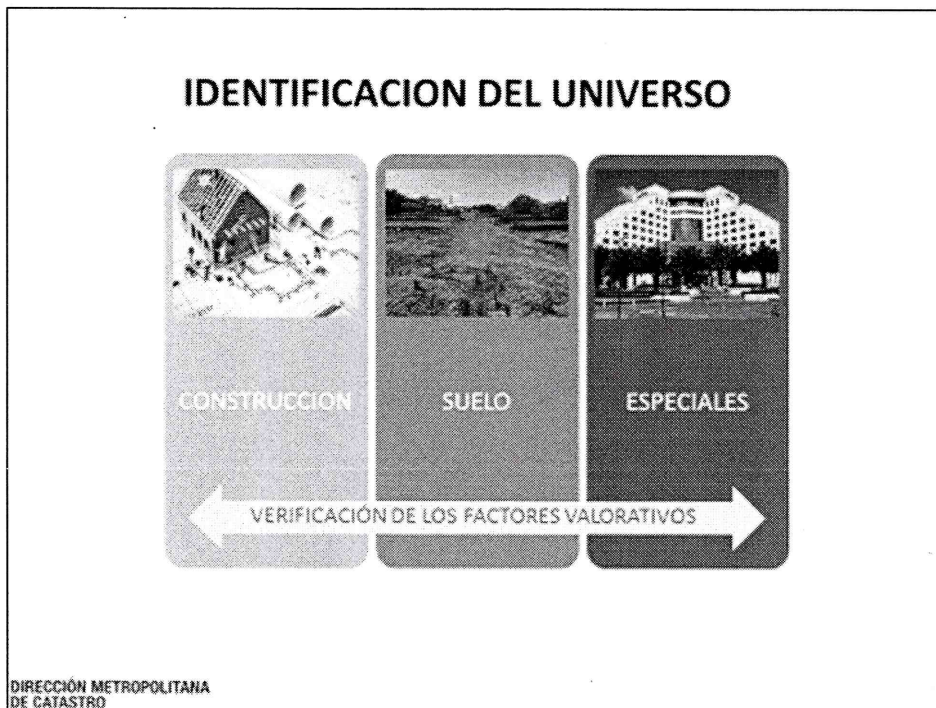 IDENTIFICACION DEL UNIVERSO
CONSTRUCCION
SUELO
ESPECIALES
VERIFICACIÓN DE LOS FACTORES VALORATIVOS
DIRECCIÓN METROPOLITANA
DE CATASTRO